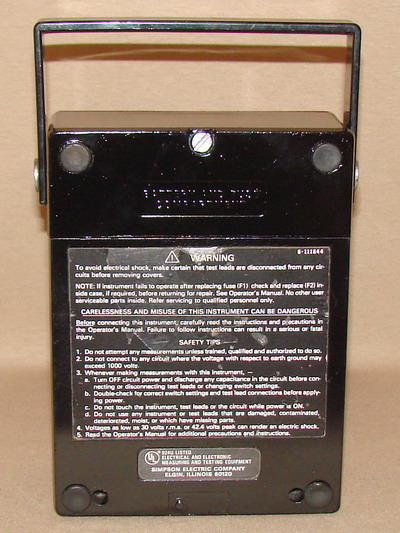 6-111844
WARNING
To avoid electrical shock, make certain that test leads are disconnected from any cir-
cuits before removing covers.
NOTE: If instrument fails to operate after replacing fuse (F1) check and replace (F2) in-
side case, if required, before returning for repair. See Operator's Manual. No other user
serviceable parts inside. Refer servicing to qualified personnel only.
CARELESSNESS AND MISUSE OF THIS INSTRUMENT CAN BE DANGEROUS
Before connecting this instrument, carefully read the instructions and precautions in
the Operator's Manual. Failure to follow instructions can result in a serious or fatal
injury.
SAFETY TIPS
1. Do not attempt any measurements unless trained, qualified and authorized to do so.
2. Do not connect to any circuit where the voltage with respect to earth ground may
exceed 1000 volts.
3. Whenever making measurements with this instrument, —
a. Turn OFF circuit power and discharge any capacitance in the circuit before con-
necting or disconnecting test leads or changing switch settings.
b. Double-check for correct switch settings and test lead connections before apply-
ing power.
c. Do not touch the instrument, test leads or the circuit while power is ON.
d. Do not use any instrument or test leads that are damaged, contaminated,
deteriorated, moist, or which have missing parts.
4. Voltages as low as 30 volts r.m.s. or 42.4 volts peak can render an electric shock.
5. Read the Operator's Manual for additional precautions and instructions.
UL 924U LISTED
ELECTRICAL AND ELECTRONIC
MEASURING AND TESTING EQUIPMENT
SIMPSON ELECTRIC COMPANY
ELGIN, ILLINOIS 60120